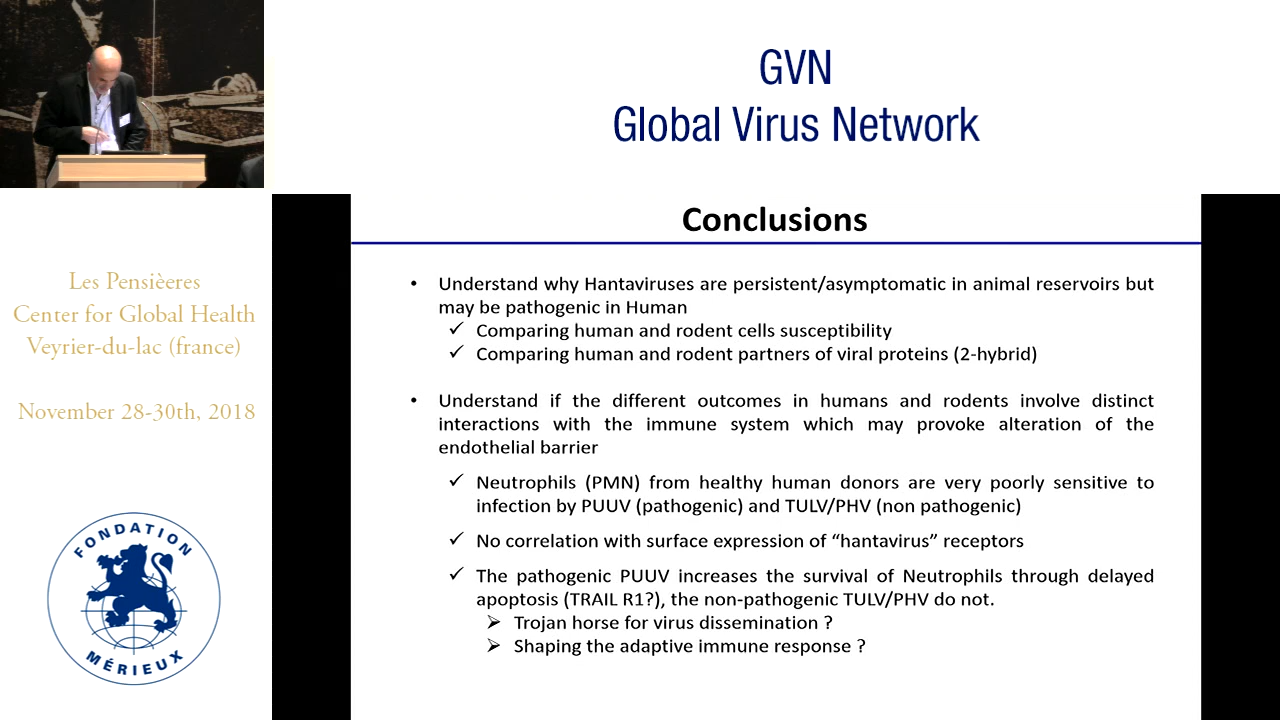 GVN
Global Virus Network
Les Pensièeres
Center for Global Health
Veyrier-du-lac (france)
November 28-30th, 2018
FONDATION
MÉRIEUX
Conclusions
• Understand why Hantaviruses are persistent/asymptomatic in animal reservoirs but
may be pathogenic in Human
✓ Comparing human and rodent cells susceptibility
✓ Comparing human and rodent partners of viral proteins (2-hybrid)
• Understand if the different outcomes in humans and rodents involve distinct
interactions with the immune system which may provoke alteration of the
endothelial barrier
✓ Neutrophils (PMN) from healthy human donors are very poorly sensitive to
infection by PUUV (pathogenic) and TULV/PHV (non pathogenic)
✓ No correlation with surface expression of “hantavirus” receptors
✓ The pathogenic PUUV increases the survival of Neutrophils through delayed
apoptosis (TRAIL R1?), the non-pathogenic TULV/PHV do not.
➢ Trojan horse for virus dissemination ?
➢ Shaping the adaptive immune response ?